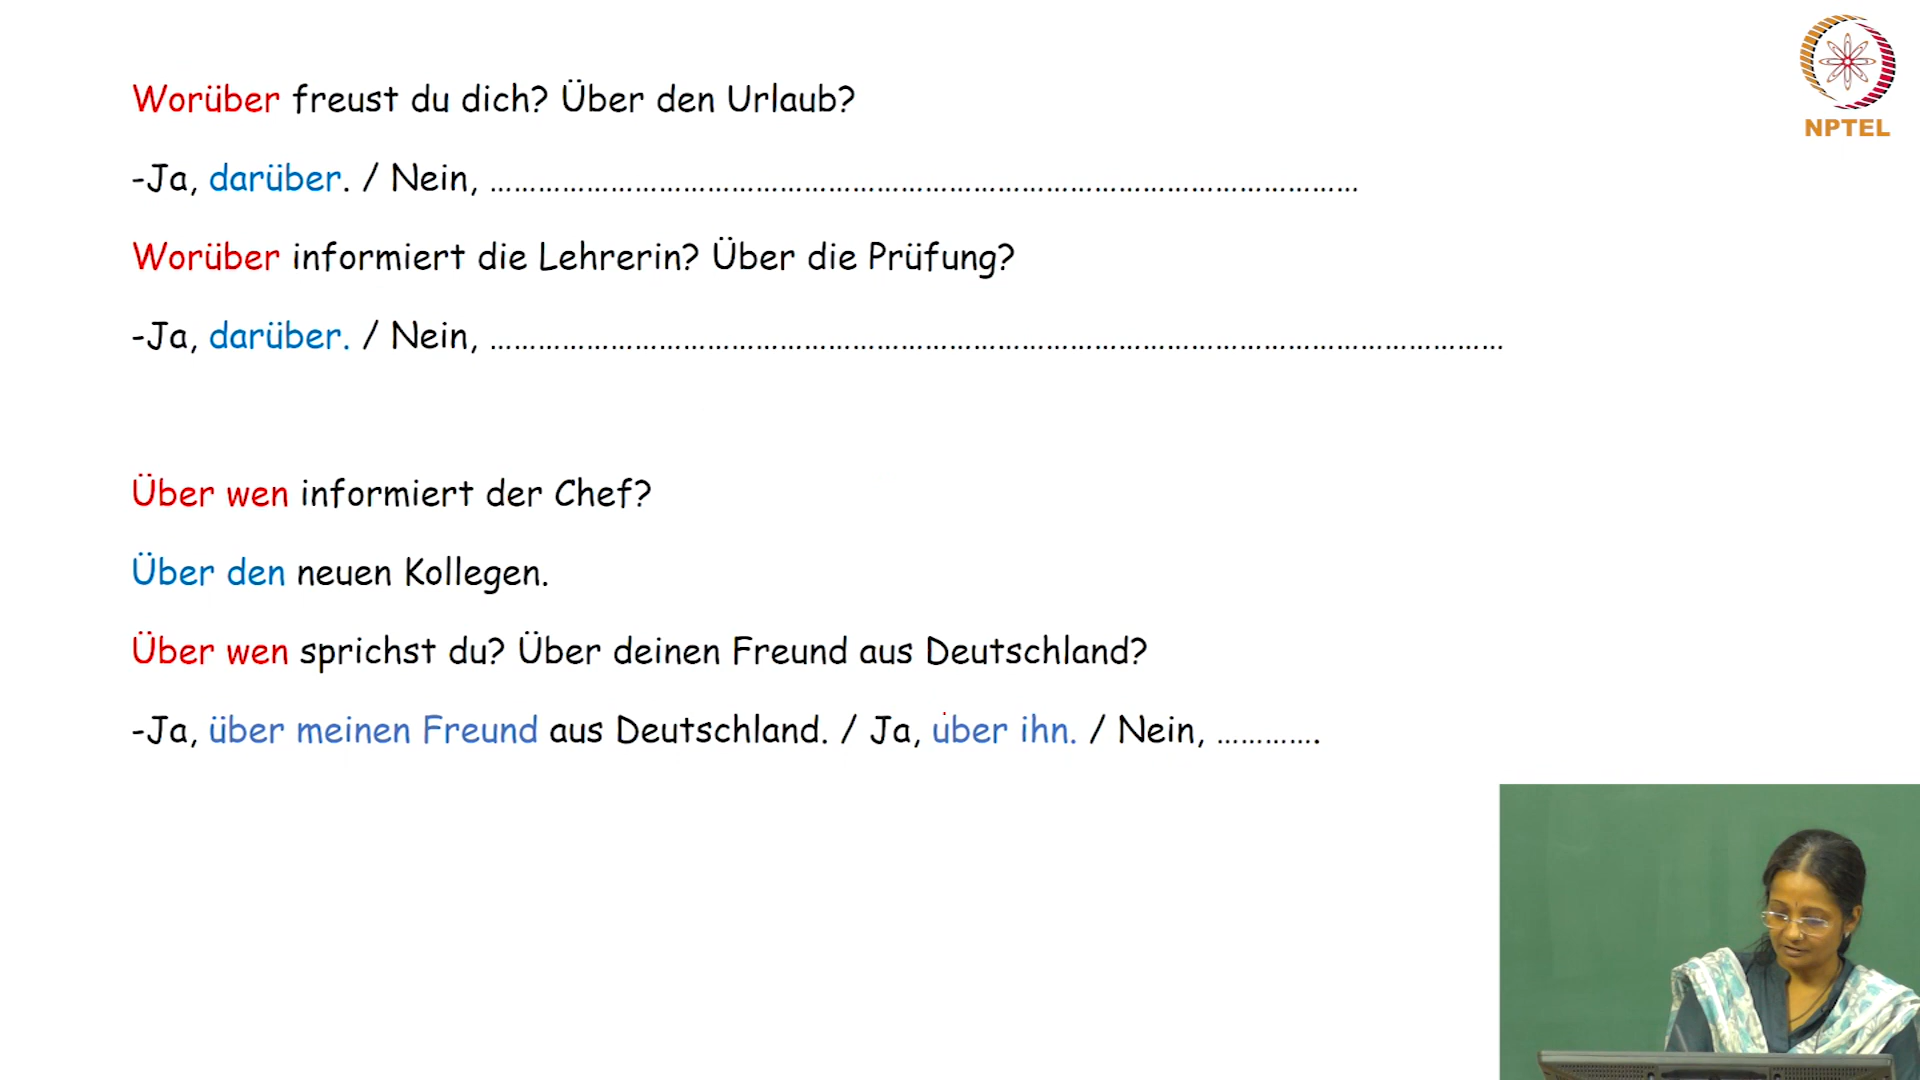 NPTEL
Worüber freust du dich? Über den Urlaub?
-Ja, darüber. / Nein, ……………………………………………………………………………………………
Worüber informiert die Lehrerin? Über die Prüfung?
-Ja, darüber. / Nein, ……………………………………………………………………………………………………………
Über wen informiert der Chef?
Über den neuen Kollegen.
Über wen sprichst du? Über deinen Freund aus Deutschland?
-Ja, über meinen Freund aus Deutschland. / Ja, über ihn. / Nein, ………….